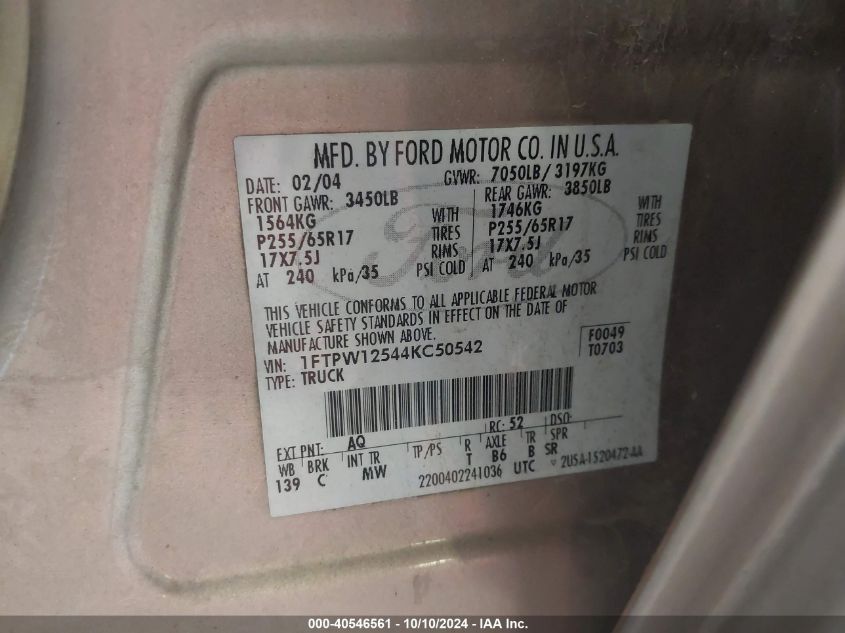 MFD. BY FORD MOTOR CO. IN U.S.A.
DATE: 02/04 GVWR: 7050LB/ 3197KG
FRONT GAWR: 3450LB REAR GAWR: 3850LB
1564KG WITH 1746KG WITH
P255/65R17 TIRES P255/65R17 TIRES
17X7.5J RIMS 17X7.5J RIMS
AT 240 kPa/35 PSI COLD AT 240 kPa/35 PSI COLD
Ford
THIS VEHICLE CONFORMS TO ALL APPLICABLE FEDERAL MOTOR
VEHICLE SAFETY STANDARDS IN EFFECT ON THE DATE OF
MANUFACTURE SHOWN ABOVE.
VIN: 1FTPW12544KC50542 F0049
TYPE: TRUCK T0703
EXT PNT: AQ RC: 52 DSO:
WB BRK INT TR TP/PS R AXLE TR SPR
139 C MW T B6 B SR
2200402241036 UTC 2USA-1520472-AA
000-40546561 - 10/10/2024 - IAA Inc.